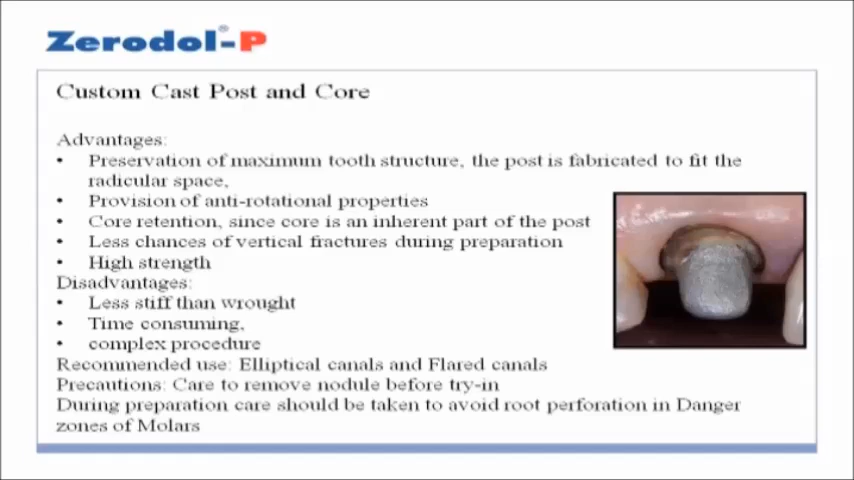 Zerodol®-P
Custom Cast Post and Core
Advantages:
• Preservation of maximum tooth structure, the post is fabricated to fit the
radicular space,
• Provision of anti-rotational properties
• Core retention, since core is an inherent part of the post
• Less chances of vertical fractures during preparation
• High strength
Disadvantages:
• Less stiff than wrought
• Time consuming,
• complex procedure
Recommended use: Elliptical canals and Flared canals
Precautions: Care to remove nodule before try-in
During preparation care should be taken to avoid root perforation in Danger
zones of Molars